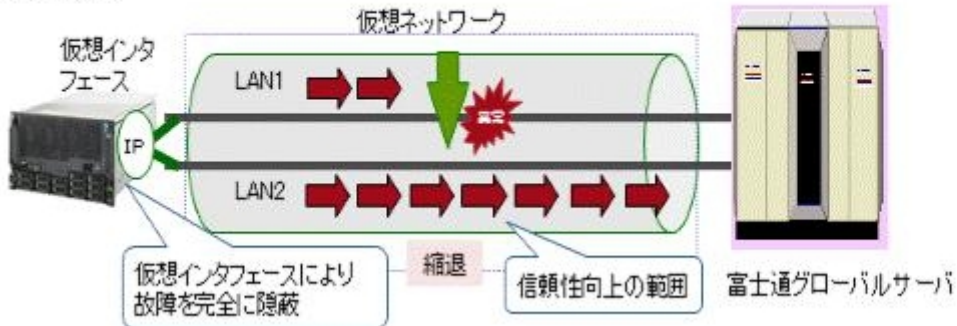 仮想ネットワーク
仮想インタ
フェース
LAN1
異常
IP
LAN2
仮想インタフェースにより
故障を完全に隠蔽
縮退
信頼性向上の範囲
富士通グローバルサーバ